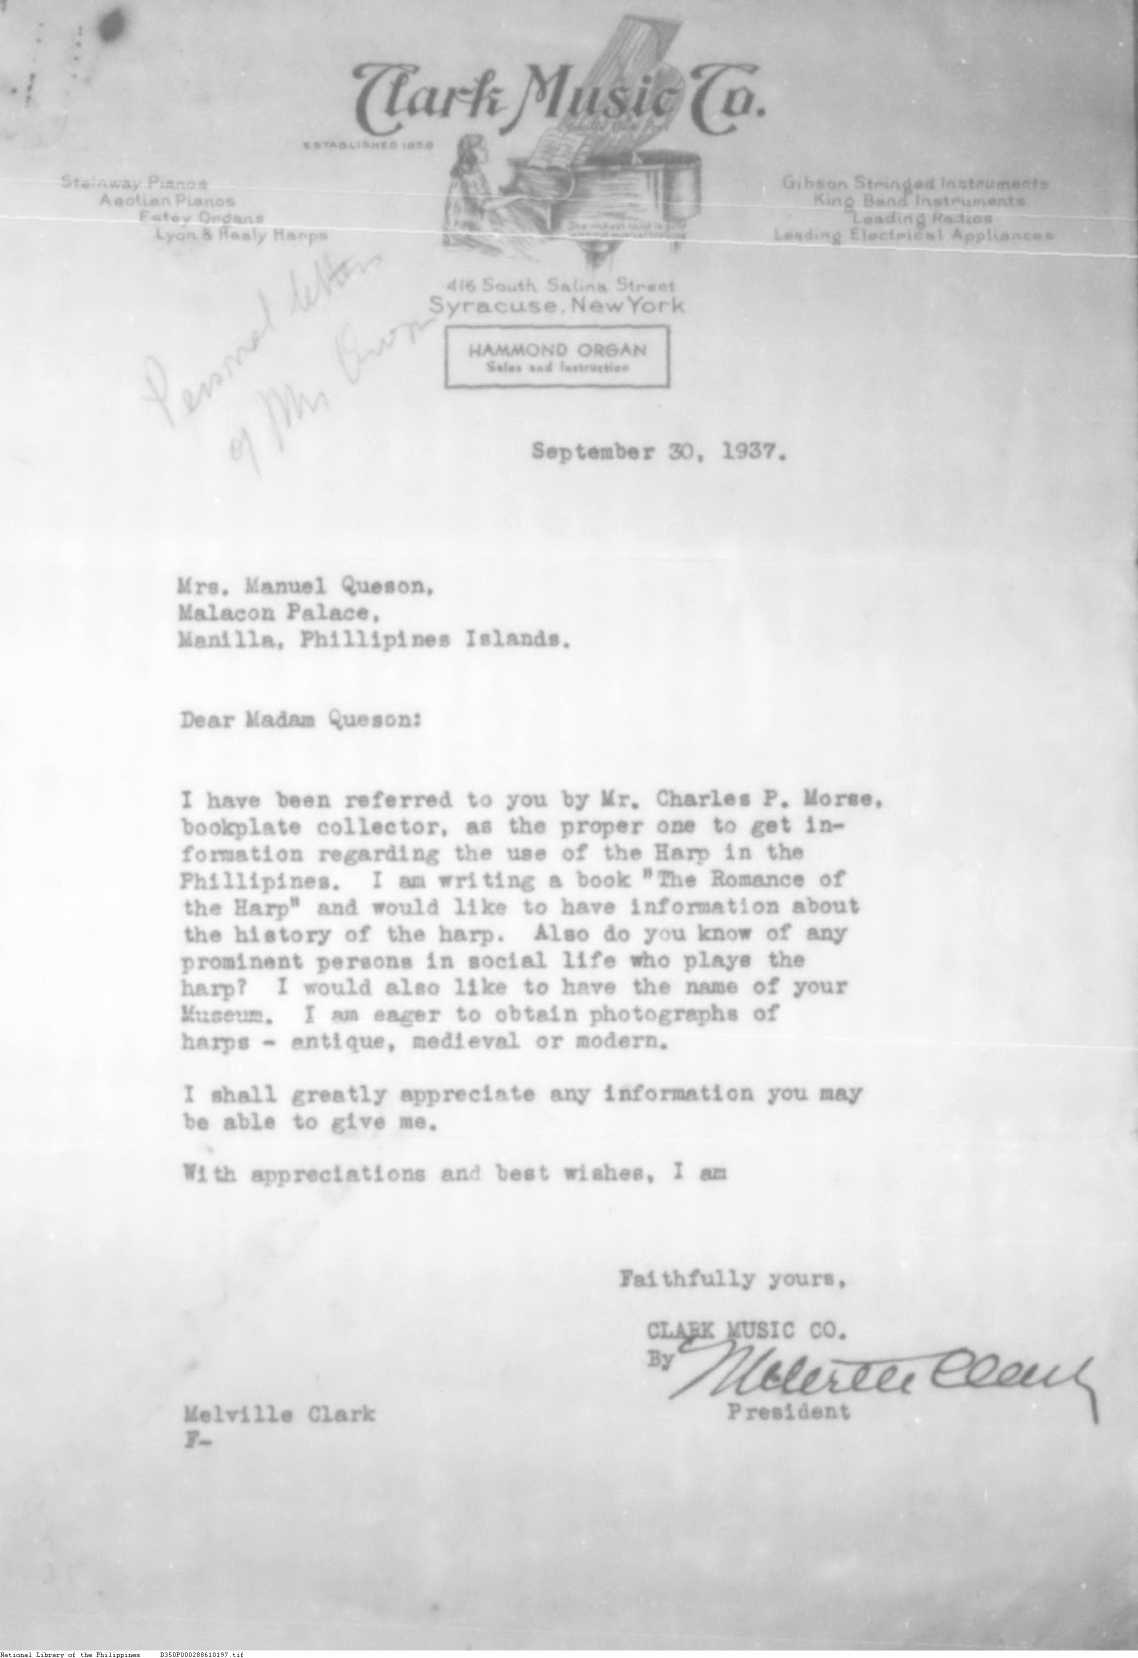 Clark Music Co.
ESTABLISHED 1859
Steinway Pianos
Aeolian Pianos
Estey Organs
Lyon & Healy Harps
Gibson Stringed Instruments
King Band Instruments
Leading Radios
Leading Electrical Appliances
416 South Salina Street
Syracuse, New York
HAMMOND ORGAN
Sales and Instruction
Personal letter
of Mrs
September 30, 1937.
Mrs. Manuel Queson,
Malacon Palace,
Manilla, Phillipines Islands.
Dear Madam Queson:
I have been referred to you by Mr. Charles P. Morse,
bookplate collector, as the proper one to get in-
formation regarding the use of the Harp in the
Phillipines. I am writing a book "The Romance of
the Harp" and would like to have information about
the history of the harp. Also do you know of any
prominent persons in social life who plays the
harp? I would also like to have the name of your
Museum. I am eager to obtain photographs of
harps - antique, medieval or modern.
I shall greatly appreciate any information you may
be able to give me.
With appreciations and best wishes, I am
Faithfully yours,
CLARK MUSIC CO.
By Melville Clark
President
Melville Clark
F-
National Library of the Philippines D350P000288610197.tif